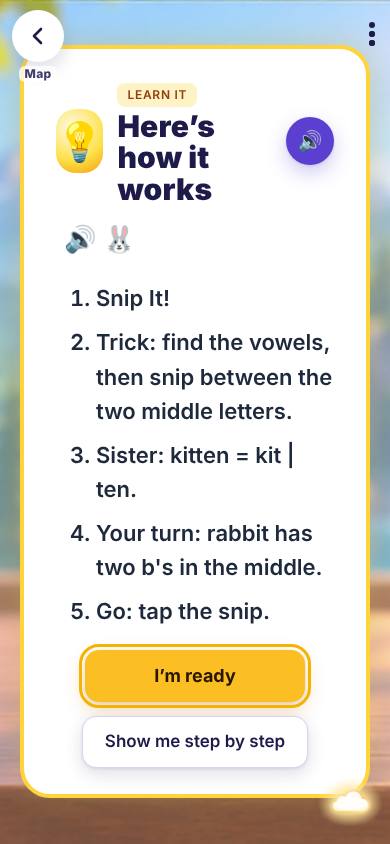 Map
LEARN IT
Here's
how it
works
1. Snip It!
2. Trick: find the vowels,
then snip between the
two middle letters.
3. Sister: kitten = kit |
ten.
4. Your turn: rabbit has
two b's in the middle.
5. Go: tap the snip.
I'm ready
Show me step by step